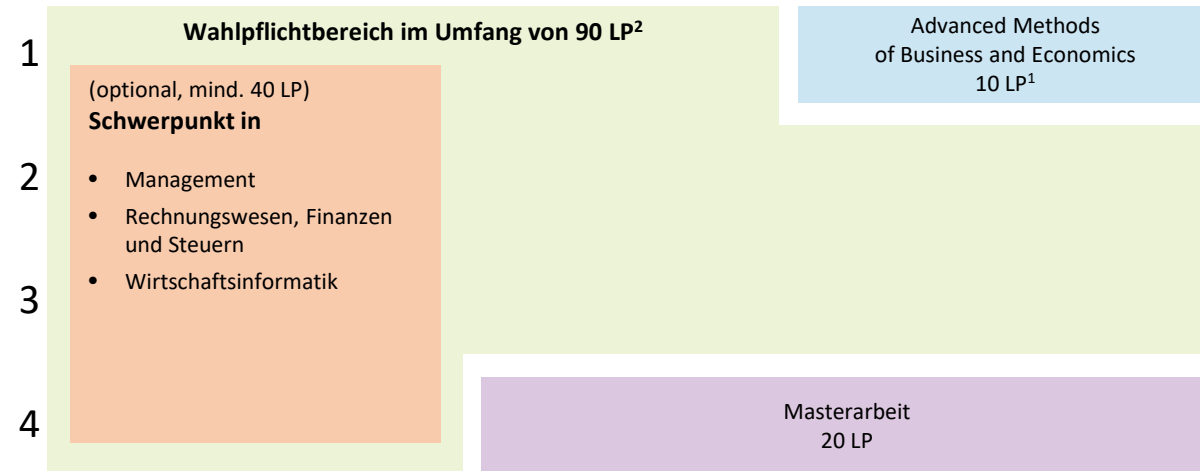 1
Wahlpflichtbereich im Umfang von 90 LP²
Advanced Methods
of Business and Economics
10 LP¹
(optional, mind. 40 LP)
Schwerpunkt in
2
• Management
• Rechnungswesen, Finanzen
und Steuern
• Wirtschaftsinformatik
3
4
Masterarbeit
20 LP